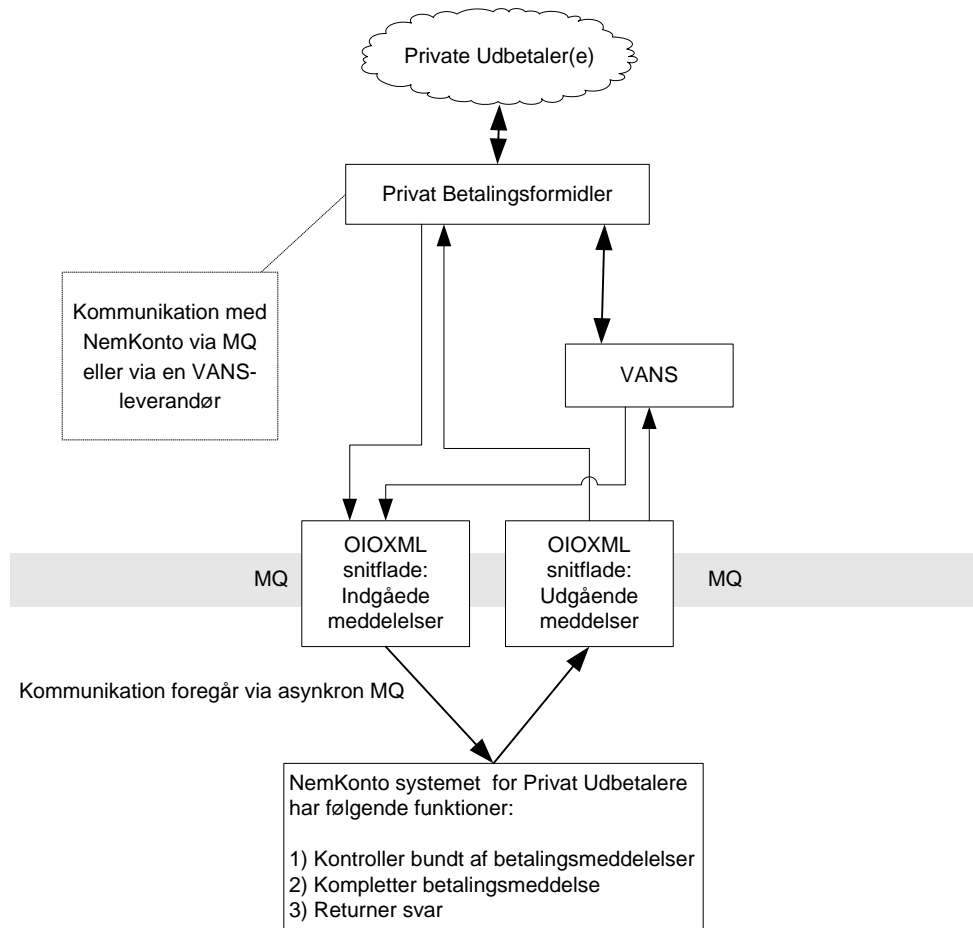 Private Udbetaler(e)
Privat Betalingsformidler
Kommunikation med
NemKonto via MQ
eller via en VANS-
leverandør
VANS
OIOXML
snitflade:
Indgåede
meddelelser
OIOXML
snitflade:
Udgående
meddelser
MQ
MQ
Kommunikation foregår via asynkron MQ
NemKonto systemet for Privat Udbetalere
har følgende funktioner:
1) Kontroller bundt af betalingsmeddelelser
2) Kompletter betalingsmeddelse
3) Returner svar